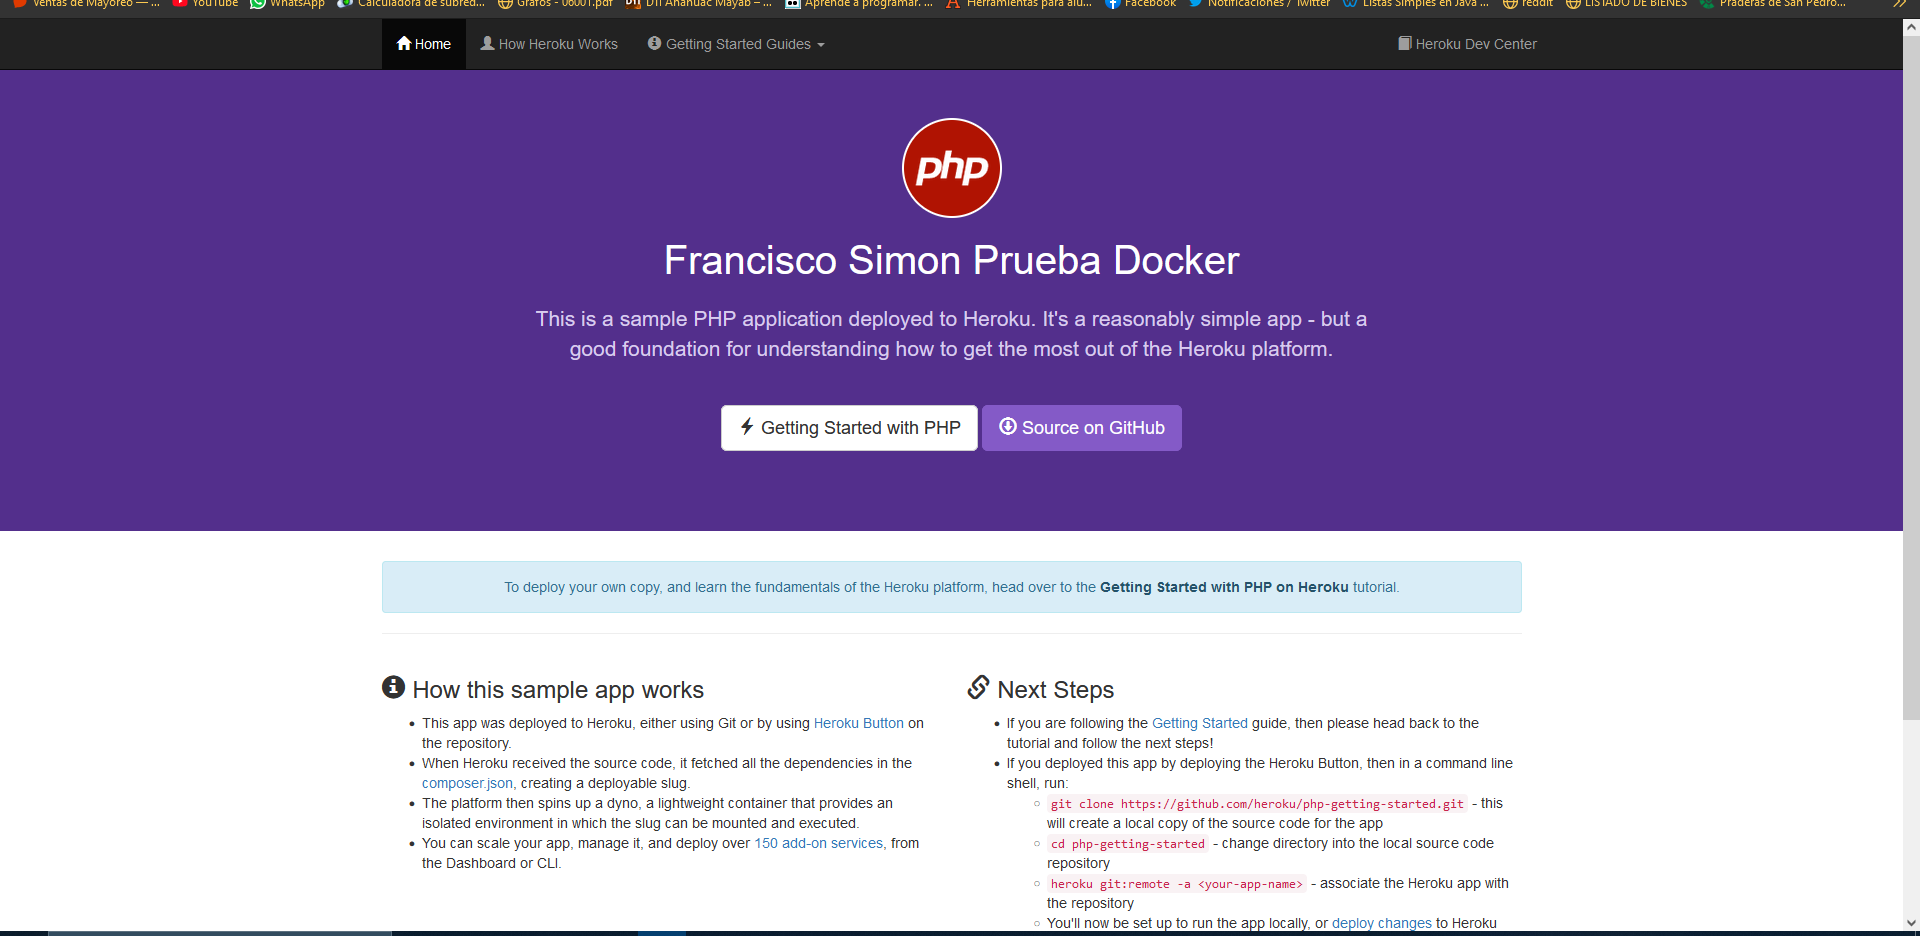 Ventas de Mayoreo — ... YouTube WhatsApp Calculadora de subred... Grafos - 06001.pdf DTI Anáhuac Mayab – ... Aprende a programar. ... Herramientas para alu... Facebook Notificaciones / Twitter Listas Simples en Java ... reddit LISTADO DE BIENES Praderas de San Pedro...
Home How Heroku Works Getting Started Guides Heroku Dev Center
php
Francisco Simon Prueba Docker
This is a sample PHP application deployed to Heroku. It's a reasonably simple app - but a
good foundation for understanding how to get the most out of the Heroku platform.
Getting Started with PHP Source on GitHub
To deploy your own copy, and learn the fundamentals of the Heroku platform, head over to the Getting Started with PHP on Heroku tutorial.
How this sample app works
This app was deployed to Heroku, either using Git or by using Heroku Button on
the repository.
When Heroku received the source code, it fetched all the dependencies in the
composer.json, creating a deployable slug.
The platform then spins up a dyno, a lightweight container that provides an
isolated environment in which the slug can be mounted and executed.
You can scale your app, manage it, and deploy over 150 add-on services, from
the Dashboard or CLI.
Next Steps
If you are following the Getting Started guide, then please head back to the
tutorial and follow the next steps!
If you deployed this app by deploying the Heroku Button, then in a command line
shell, run:
git clone https://github.com/heroku/php-getting-started.git - this
will create a local copy of the source code for the app
cd php-getting-started - change directory into the local source code
repository
heroku git:remote -a <your-app-name> - associate the Heroku app with
the repository
You'll now be set up to run the app locally, or deploy changes to Heroku